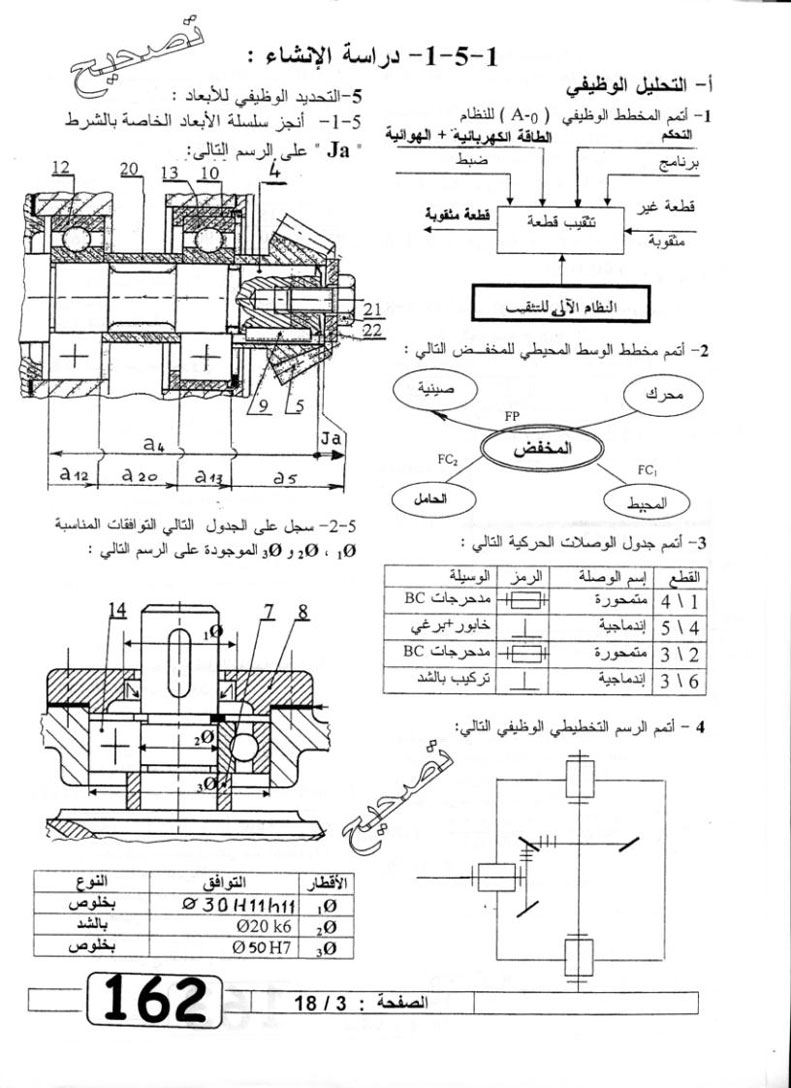 تصحيح
1-5-1- دراسة الإنشاء :
أ- التحليل الوظيفي
1- أتمم المخطط الوظيفي ( A-0 ) للنظام
التحكم
الطاقة الكهربائية + الهوائية
برنامج
ضبط
قطعة غير
مثقوبة
تثقيب قطعة
قطعة مثقوبة
النظام الآلي للتثقيب
2- أتمم مخطط الوسط المحيطي للمخفض التالي :
محرك
صينية
FP
المخفض
FC2
FC1
الحامل
المحيط
3- أتمم جدول الوصلات الحركية التالي :
القطع إسم الوصلة الرمز الوسيلة
1 \ 4 متمحورة مدحرجات BC
4 \ 5 إندماجية خابور+برغي
2 \ 3 متمحورة مدحرجات BC
6 \ 3 إندماجية تركيب بالشد
4 - أتمم الرسم التخطيطي الوظيفي التالي:
5-التحديد الوظيفي للأبعاد :
5-1- أنجز سلسلة الأبعاد الخاصة بالشرط
" Ja " على الرسم التالي:
12 20 13 10 4
21
22
9 5
a4 Ja
a12 a20 a13 a5
5-2- سجل على الجدول التالي التوافقات المناسبة
Ø1 ، Ø2 و Ø3 الموجودة على الرسم التالي :
14 7 8
Ø1
Ø2
Ø3
تصحيح
الأقطار التوافق النوع
Ø1 Ø 30 H11h11 بخلوص
Ø2 Ø20 k6 بالشد
Ø3 Ø 50 H7 بخلوص
162
الصفحة : 3 / 18